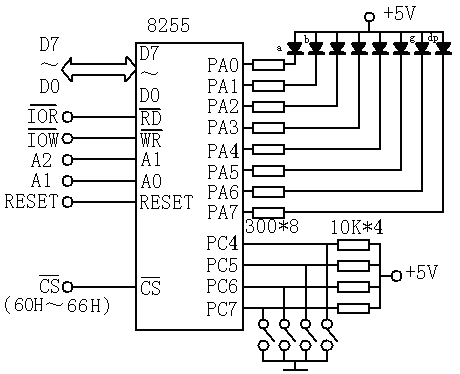 8255
+5V
a b g dp
D7 ~ D0
D7 ~ D0
PA0
PA1
PA2
PA3
PA4
PA5
PA6
PA7
IOR RD
IOW WR
A2 A1
A1 A0
RESET RESET
300*8 10K*4
PC4
PC5
PC6
PC7
+5V
CS CS
(60H～66H)